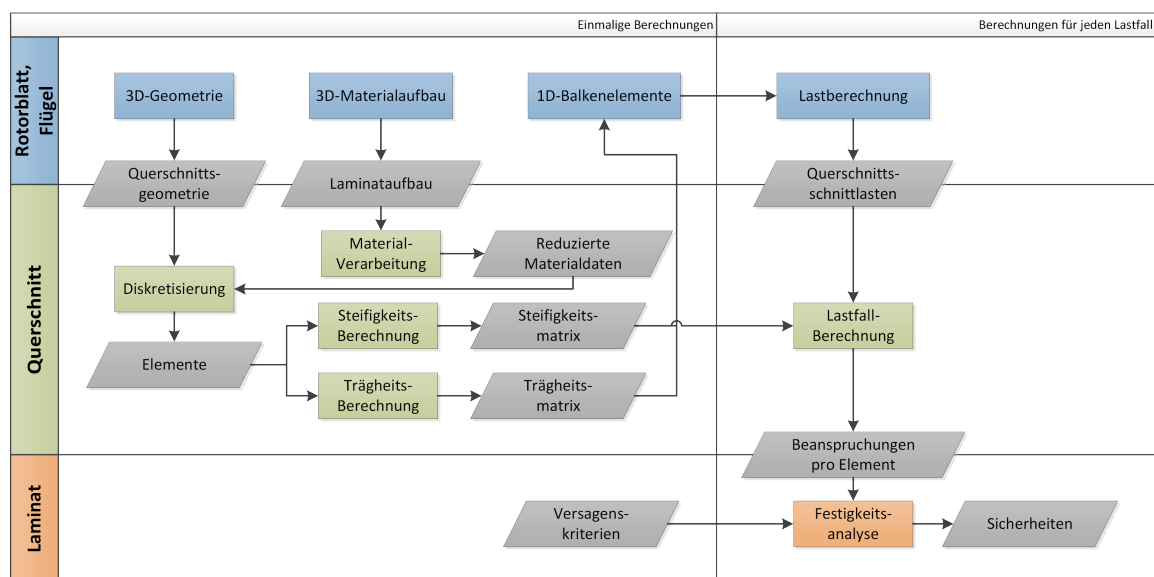 Einmalige Berechnungen
Berechnungen für jeden Lastfall
Rotorblatt,
Flügel
3D-Geometrie
3D-Materialaufbau
1D-Balkenelemente
Lastberechnung
Querschnitts-
geometrie
Laminataufbau
Querschnitts-
schnittlasten
Querschnitt
Material-
Verarbeitung
Reduzierte
Materialdaten
Diskretisierung
Steifigkeits-
Berechnung
Steifigkeits-
matrix
Lastfall-
Berechnung
Elemente
Trägheits-
Berechnung
Trägheits-
matrix
Beanspruchungen
pro Element
Laminat
Versagens-
kriterien
Festigkeits-
analyse
Sicherheiten